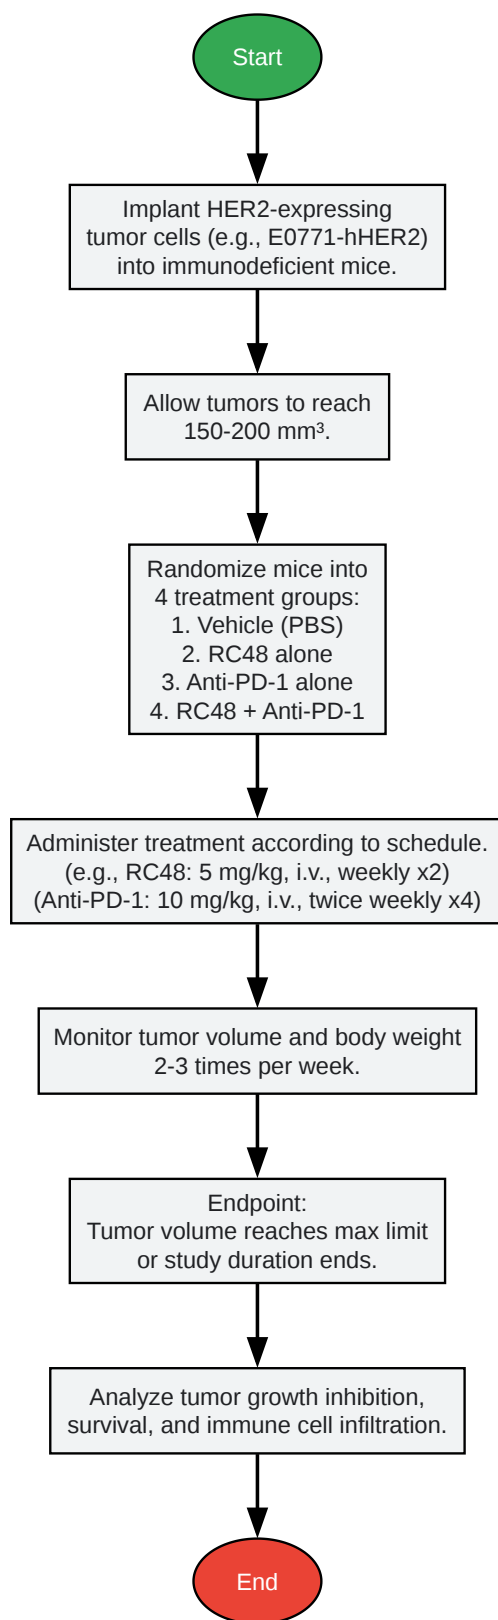 Start
Implant HER2-expressing
tumor cells (e.g., E0771-hHER2)
into immunodeficient mice.
Allow tumors to reach
150-200 mm³.
Randomize mice into
4 treatment groups:
1. Vehicle (PBS)
2. RC48 alone
3. Anti-PD-1 alone
4. RC48 + Anti-PD-1
Administer treatment according to schedule.
(e.g., RC48: 5 mg/kg, i.v., weekly x2)
(Anti-PD-1: 10 mg/kg, i.v., twice weekly x4)
Monitor tumor volume and body weight
2-3 times per week.
Endpoint:
Tumor volume reaches max limit
or study duration ends.
Analyze tumor growth inhibition,
survival, and immune cell infiltration.
End